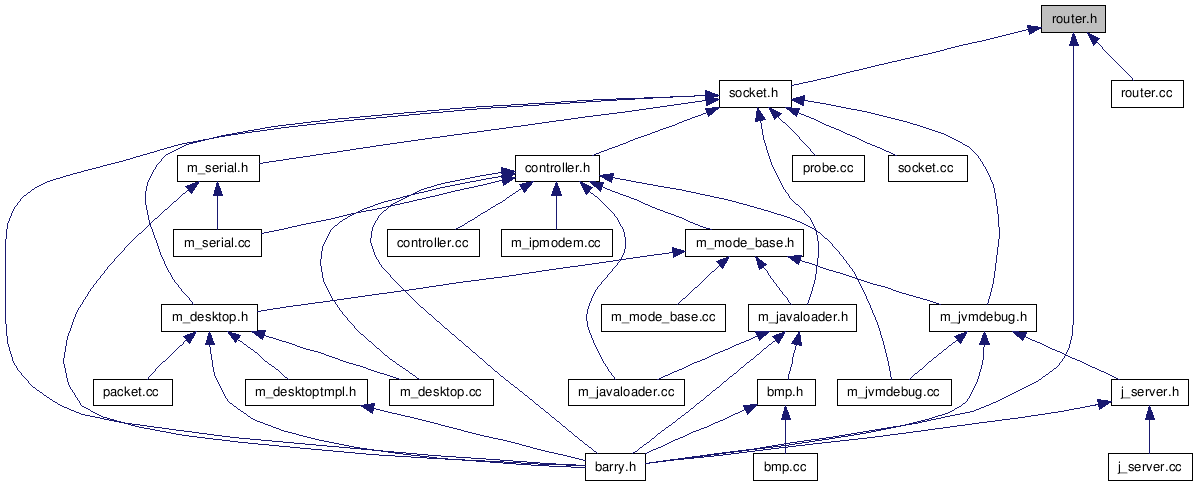 router.h
socket.h
router.cc
m_serial.h
controller.h
probe.cc
socket.cc
m_serial.cc
controller.cc
m_ipmodem.cc
m_mode_base.h
m_desktop.h
m_mode_base.cc
m_javaloader.h
m_jvmdebug.h
packet.cc
m_desktoptmpl.h
m_desktop.cc
m_javaloader.cc
bmp.h
m_jvmdebug.cc
j_server.h
barry.h
bmp.cc
j_server.cc